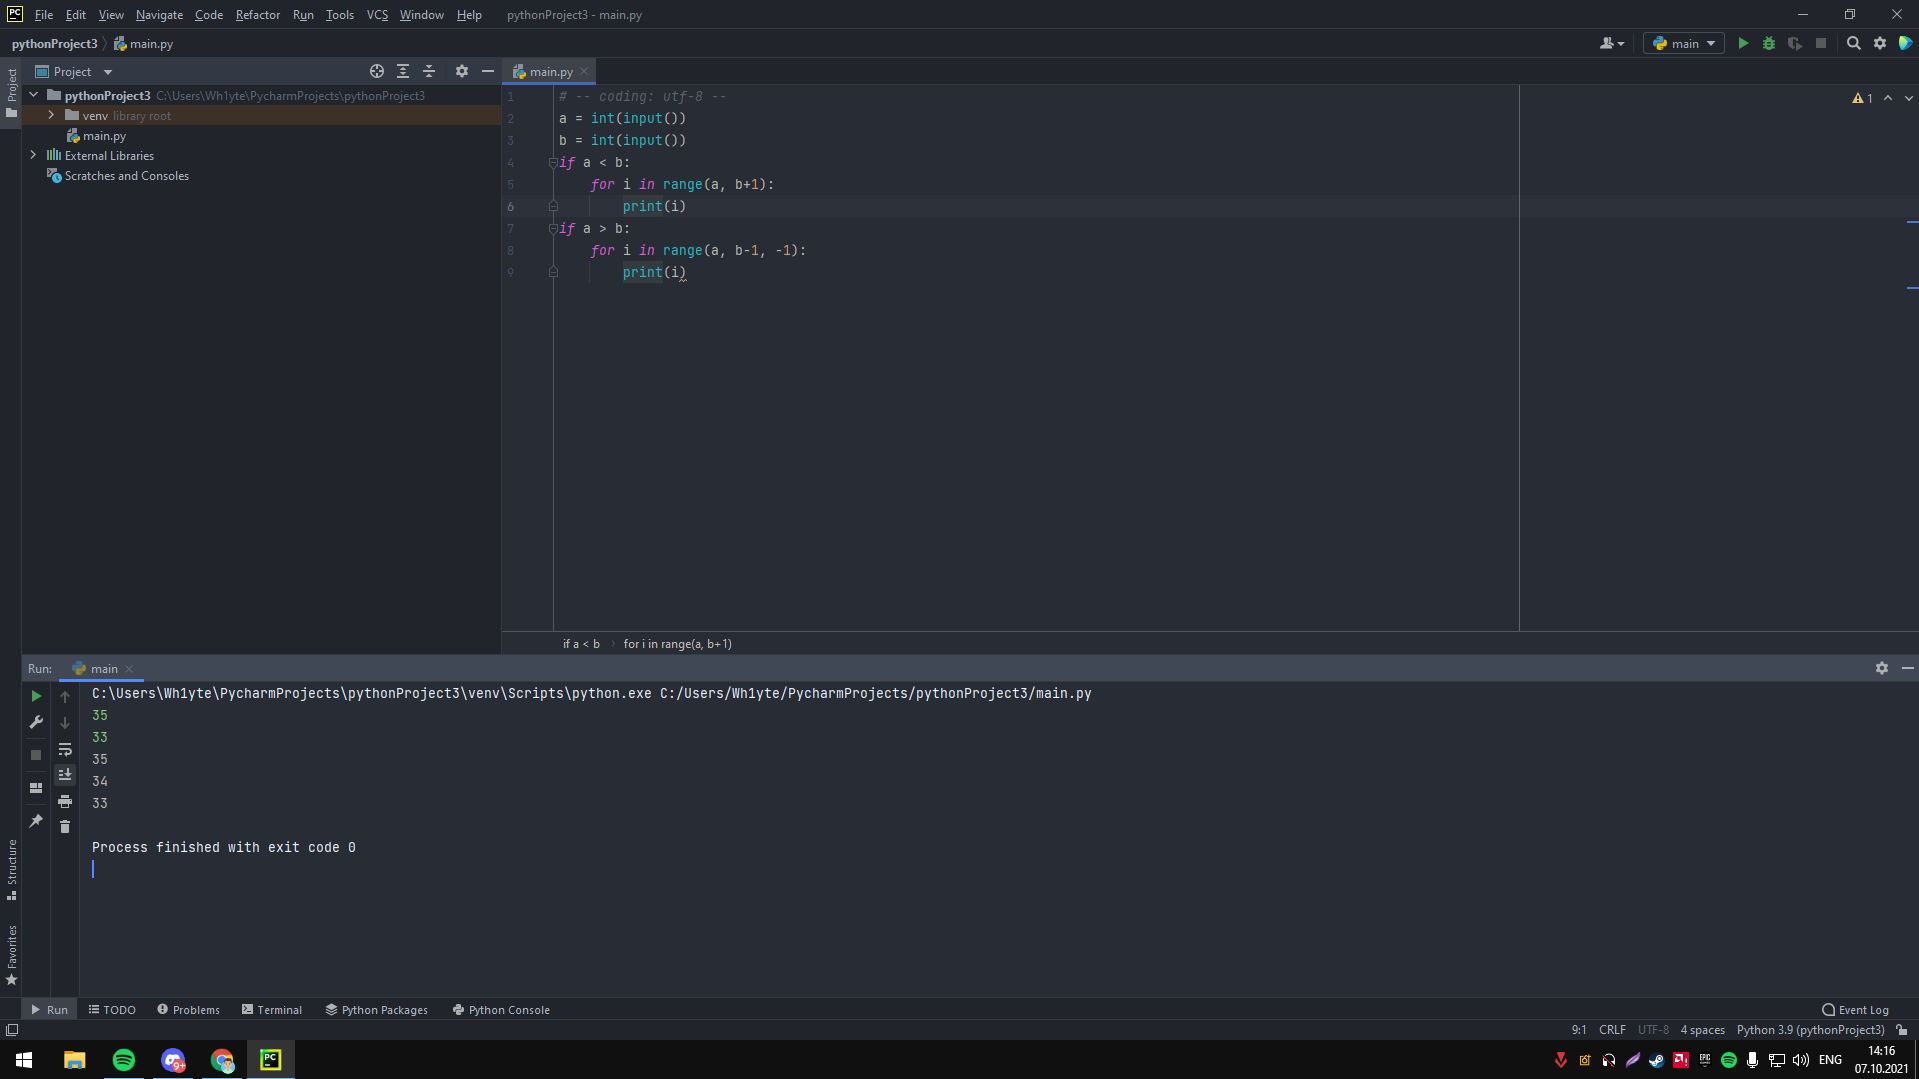 PC File Edit View Navigate Code Refactor Run Tools VCS Window Help pythonProject3 - main.py
pythonProject3 main.py main
Project
Project
main.py
pythonProject3 C:\Users\Wh1yte\PycharmProjects\pythonProject3
venv library root
main.py
External Libraries
Scratches and Consoles
1 # -- coding: utf-8 --
2 a = int(input())
3 b = int(input())
4 if a < b:
5 for i in range(a, b+1):
6 print(i)
7 if a > b:
8 for i in range(a, b-1, -1):
9 print(i)
1
if a < b for i in range(a, b+1)
Run: main
C:\Users\Wh1yte\PycharmProjects\pythonProject3\venv\Scripts\python.exe C:/Users/Wh1yte/PycharmProjects/pythonProject3/main.py
35
33
35
34
33
Process finished with exit code 0
Structure
Favorites
Run TODO Problems Terminal Python Packages Python Console Event Log
9:1 CRLF UTF-8 4 spaces Python 3.9 (pythonProject3)
9+ PC EPIC ENG 14:16
07.10.2021